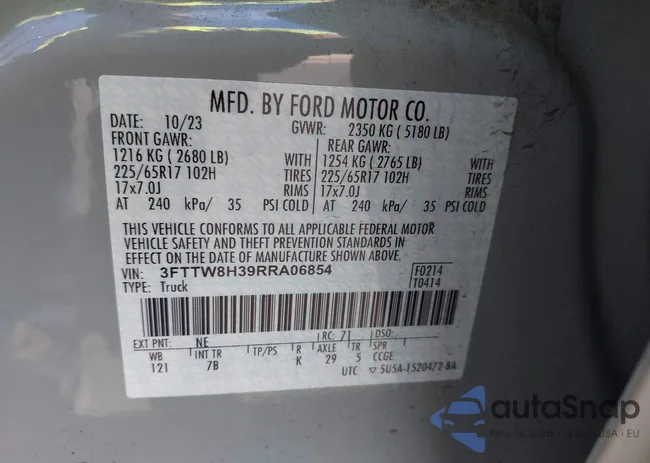 MFD. BY FORD MOTOR CO.
DATE: 10/23 GVWR: 2350 KG ( 5180 LB)
FRONT GAWR: REAR GAWR:
1216 KG ( 2680 LB) WITH 1254 KG ( 2765 LB) WITH
225/65R17 102H TIRES 225/65R17 102H TIRES
17x7.0J RIMS 17x7.0J RIMS
AT 240 kPa/ 35 PSI COLD AT 240 kPa/ 35 PSI COLD
THIS VEHICLE CONFORMS TO ALL APPLICABLE FEDERAL MOTOR
VEHICLE SAFETY AND THEFT PREVENTION STANDARDS IN
EFFECT ON THE DATE OF MANUFACTURE SHOWN ABOVE.
VIN: 3FTTW8H39RRA06854 F0214
TYPE: Truck T0414
EXT PNT: NE RC: 71 DSO:
WB INT TR TP/PS R AXLE TR SPR
121 7B K 29 5 CCGE
UTC ▽ 5U5A-1520472-BA
autoSnap
USA | EU